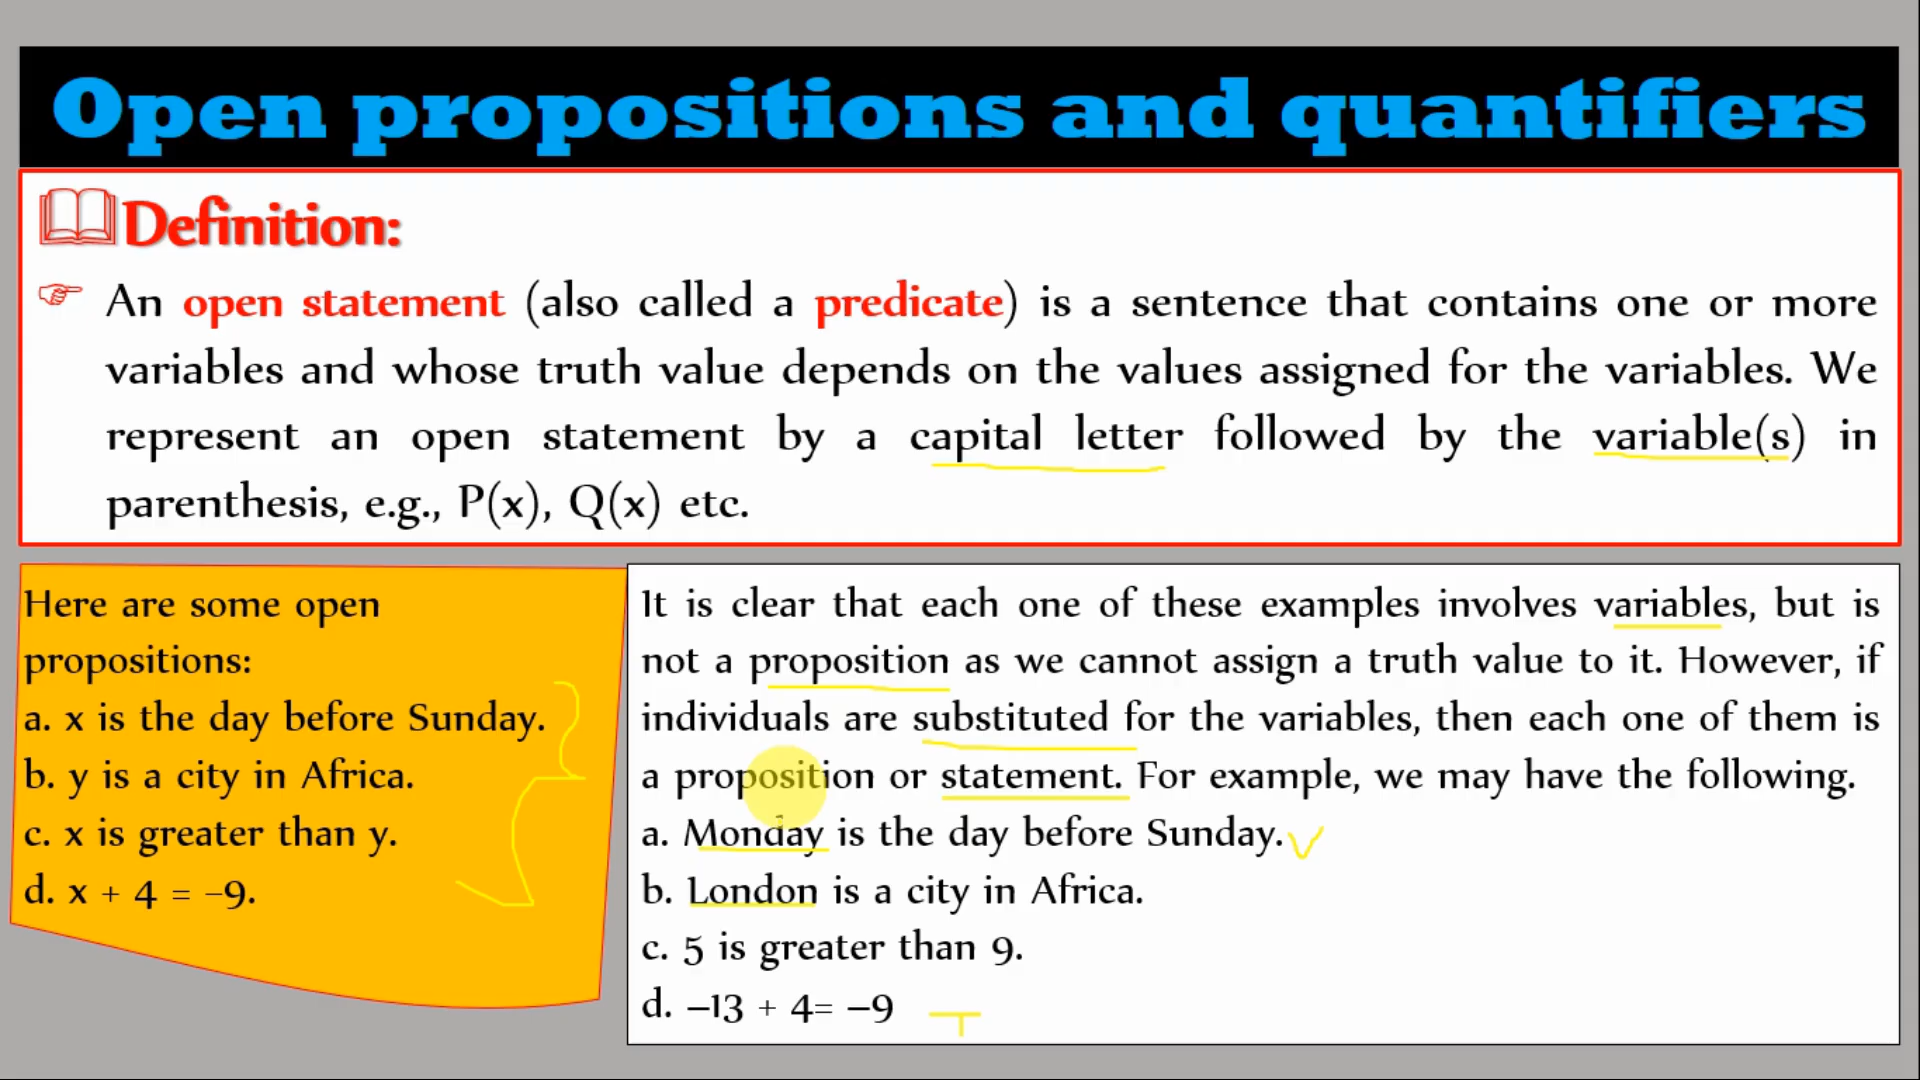 Open propositions and quantifiers
Definition:
An open statement (also called a predicate) is a sentence that contains one or more
variables and whose truth value depends on the values assigned for the variables. We
represent an open statement by a capital letter followed by the variable(s) in
parenthesis, e.g., P(x), Q(x) etc.
Here are some open
propositions:
a. x is the day before Sunday.
b. y is a city in Africa.
c. x is greater than y.
d. x + 4 = –9.
It is clear that each one of these examples involves variables, but is
not a proposition as we cannot assign a truth value to it. However, if
individuals are substituted for the variables, then each one of them is
a proposition or statement. For example, we may have the following.
a. Monday is the day before Sunday.
b. London is a city in Africa.
c. 5 is greater than 9.
d. –13 + 4= –9 T